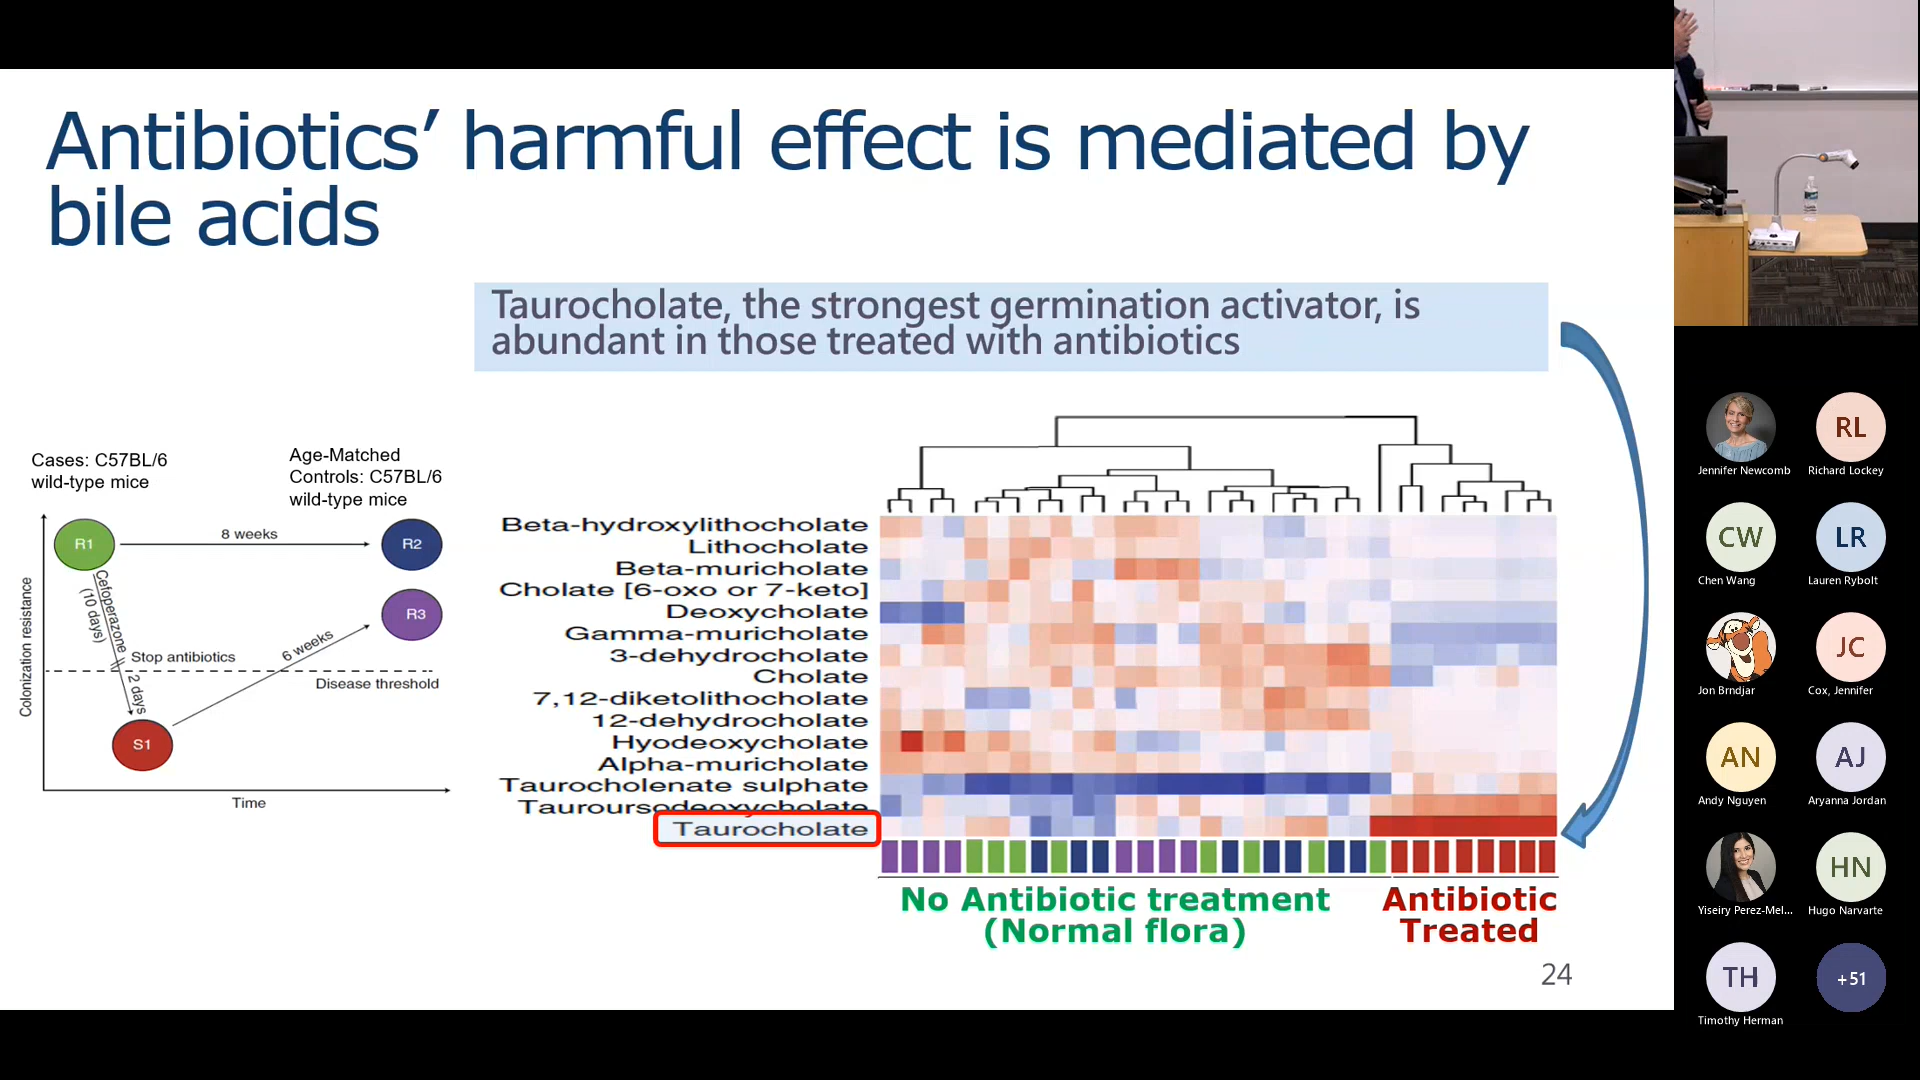 Antibiotics’ harmful effect is mediated by
bile acids
Taurocholate, the strongest germination activator, is
abundant in those treated with antibiotics
Cases: C57BL/6
wild-type mice
Age-Matched
Controls: C57BL/6
wild-type mice
R1
8 weeks
R2
R3
Cefoperazone
(10 days)
Stop antibiotics
6 weeks
2 days
Disease threshold
S1
Colonization resistance
Time
Beta-hydroxylithocholate
Lithocholate
Beta-muricholate
Cholate [6-oxo or 7-keto]
Deoxycholate
Gamma-muricholate
3-dehydrocholate
Cholate
7,12-diketolithocholate
12-dehydrocholate
Hyodeoxycholate
Alpha-muricholate
Taurocholenate sulphate
Tauroursodeoxycholate
Taurocholate
No Antibiotic treatment
(Normal flora)
Antibiotic
Treated
24
Jennifer Newcomb
RL
Richard Lockey
CW
Chen Wang
LR
Lauren Rybolt
Jon Brndjar
JC
Cox, Jennifer
AN
Andy Nguyen
AJ
Aryanna Jordan
Yiseiry Perez-Mel...
HN
Hugo Narvarte
TH
Timothy Herman
+51